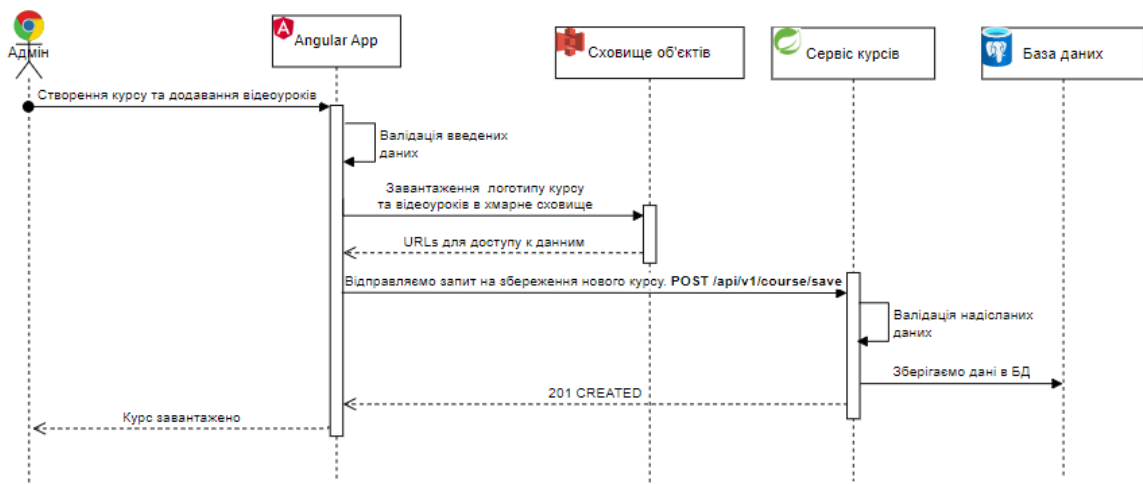 Адмін
Angular App
Сховище об'єктів
Сервіс курсів
База даних
Створення курсу та додавання відеоуроків
Валідація введених
даних
Завантаження логотипу курсу
та відеоуроків в хмарне сховище
URLs для доступу к данним
Відправляємо запит на збереження нового курсу. POST /api/v1/course/save
Валідація надісланих
даних
Зберігаємо дані в БД
201 CREATED
Курс завантажено